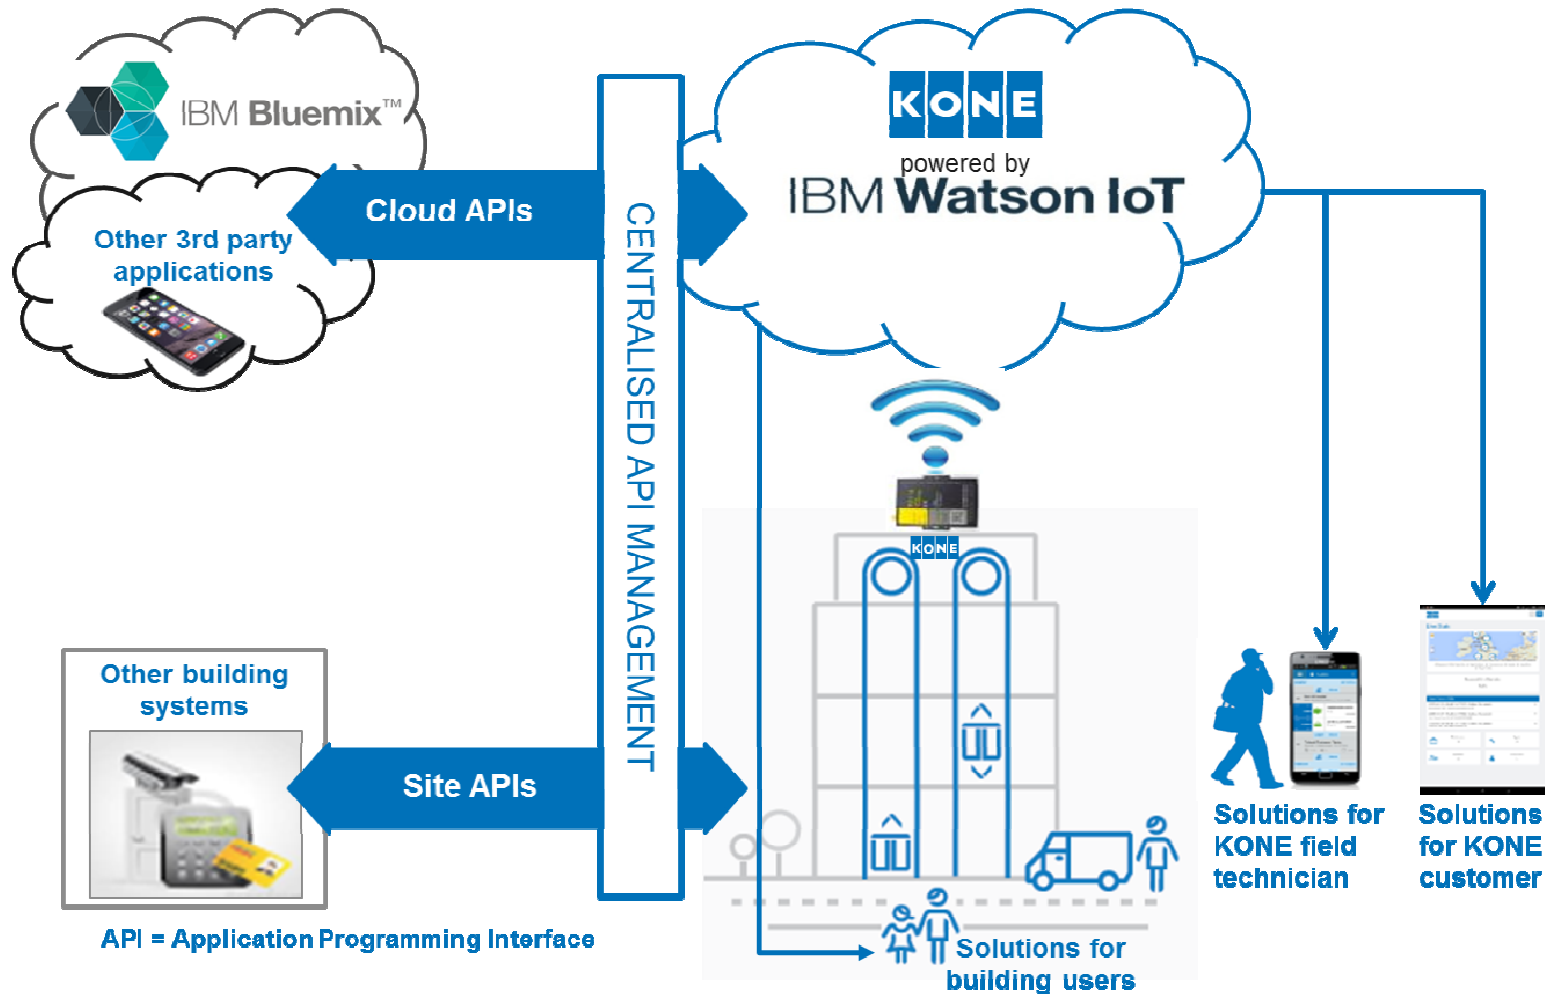 IBM Bluemix™
Other 3rd party
applications
Cloud APIs
CENTRALISED API MANAGEMENT
KONE
powered by
IBM Watson IoT
KONE
Other building
systems
Site APIs
API = Application Programming Interface
Solutions for
building users
Solutions for
KONE field
technician
Solutions
for KONE
customer